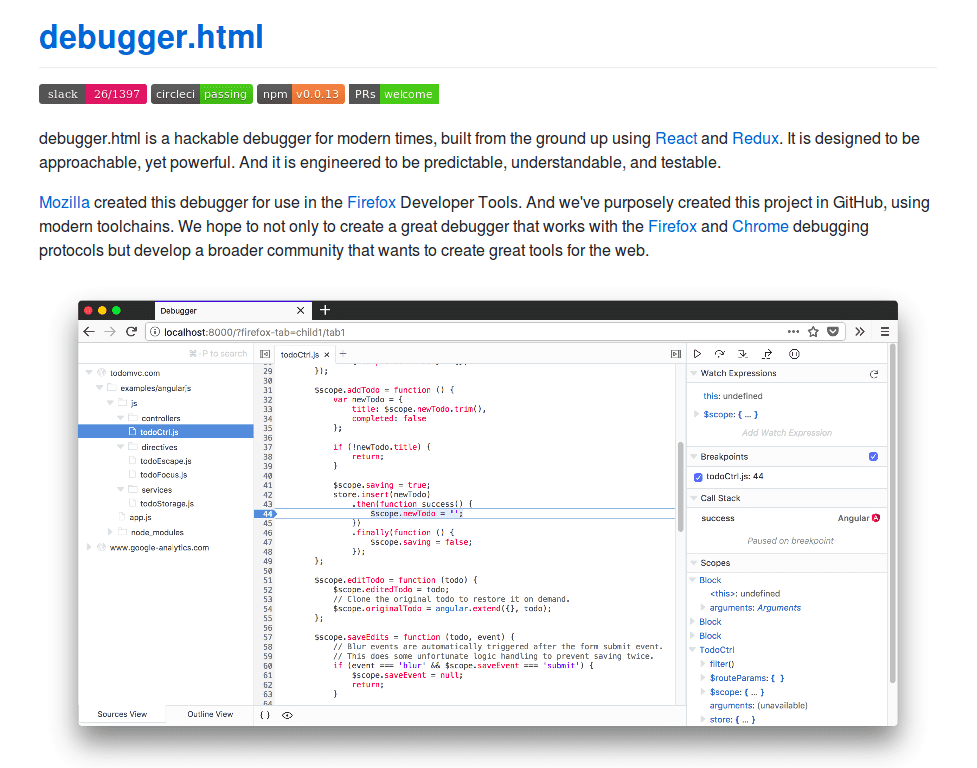 debugger.html
slack 26/1397 circleci passing npm v0.0.13 PRs welcome
debugger.html is a hackable debugger for modern times, built from the ground up using React and Redux. It is designed to be
approachable, yet powerful. And it is engineered to be predictable, understandable, and testable.
Mozilla created this debugger for use in the Firefox Developer Tools. And we've purposely created this project in GitHub, using
modern toolchains. We hope to not only to create a great debugger that works with the Firefox and Chrome debugging
protocols but develop a broader community that wants to create great tools for the web.
Debugger
localhost:8000/?firefox-tab=child1/tab1
⌘-P to search
todomvc.com
examples/angularjs
js
controllers
todoCtrl.js
directives
todoEscape.js
todoFocus.js
services
todoStorage.js
app.js
node_modules
www.google-analytics.com
Sources View Outline View
todoCtrl.js
29 });
30
31 $scope.addTodo = function () {
32 var newTodo = {
33 title: $scope.newTodo.trim(),
34 completed: false
35 };
36
37 if (!newTodo.title) {
38 return;
39 }
40
41 $scope.saving = true;
42 store.insert(newTodo)
43 .then(function success() {
44 $scope.newTodo = '';
45 })
46 .finally(function () {
47 $scope.saving = false;
48 });
49 };
50
51 $scope.editTodo = function (todo) {
52 $scope.editedTodo = todo;
53 // Clone the original todo to restore it on demand.
54 $scope.originalTodo = angular.extend({}, todo);
55 };
56
57 $scope.saveEdits = function (todo, event) {
58 // Blur events are automatically triggered after the form submit event.
59 // This does some unfortunate logic handling to prevent saving twice.
60 if (event === 'blur' && $scope.saveEvent === 'submit') {
61 $scope.saveEvent = null;
62 return;
63 }
64
{ }
Watch Expressions
this: undefined
$scope: { … }
Add Watch Expression
Breakpoints
todoCtrl.js: 44
Call Stack
success Angular
Paused on breakpoint
Scopes
Block
<this>: undefined
arguments: Arguments
Block
Block
TodoCtrl
filter()
$routeParams: { }
$scope: { … }
arguments: (unavailable)
store: { … }